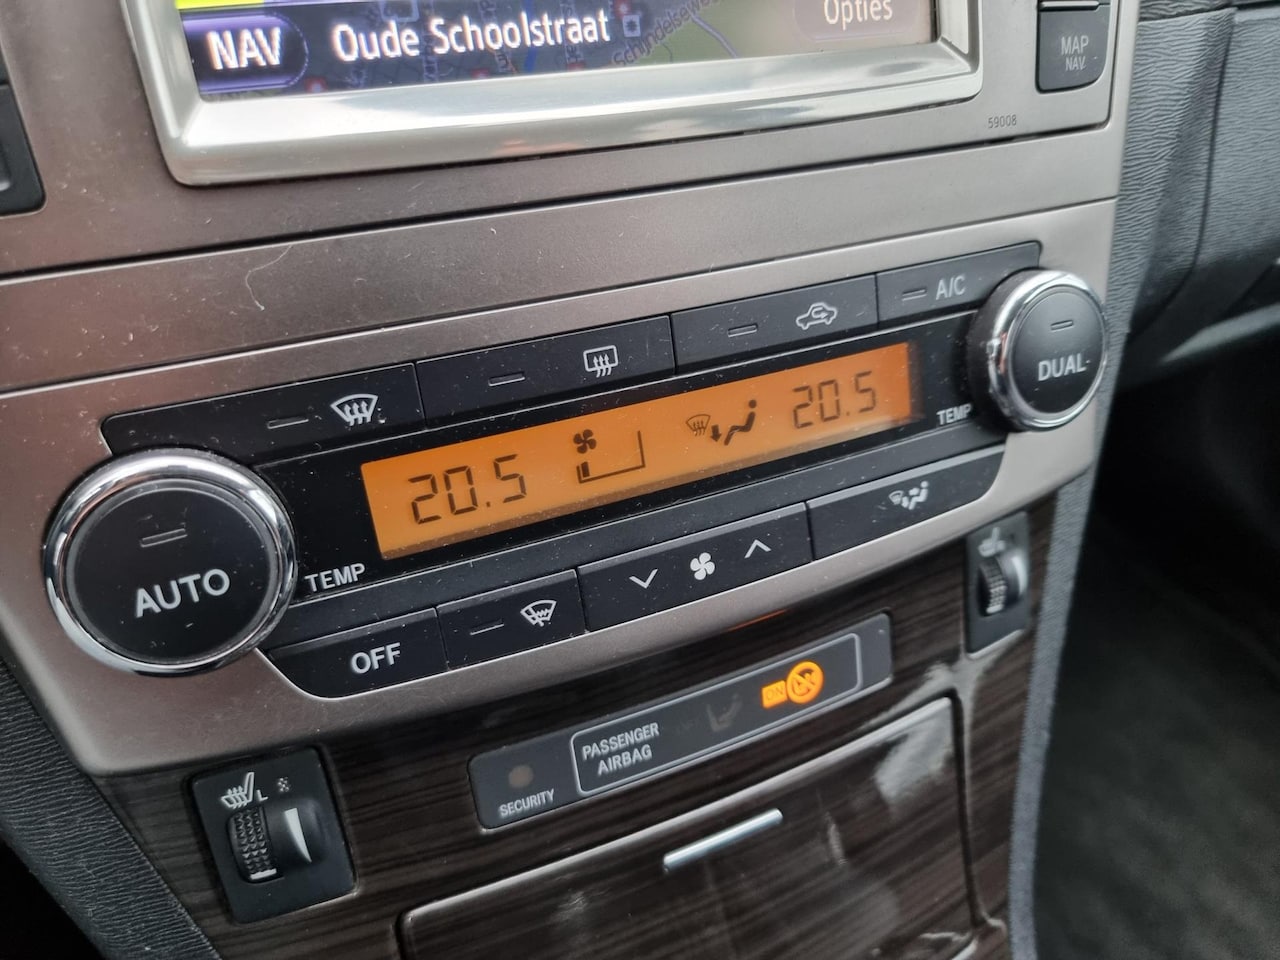 NAV
Oude Schoolstraat
Schijndelseweg
Opties
MAP
NAV
59008
A/C
DUAL
TEMP
20.5
20.5
AUTO
TEMP
OFF
PASSENGER
AIRBAG
ON
SECURITY
L